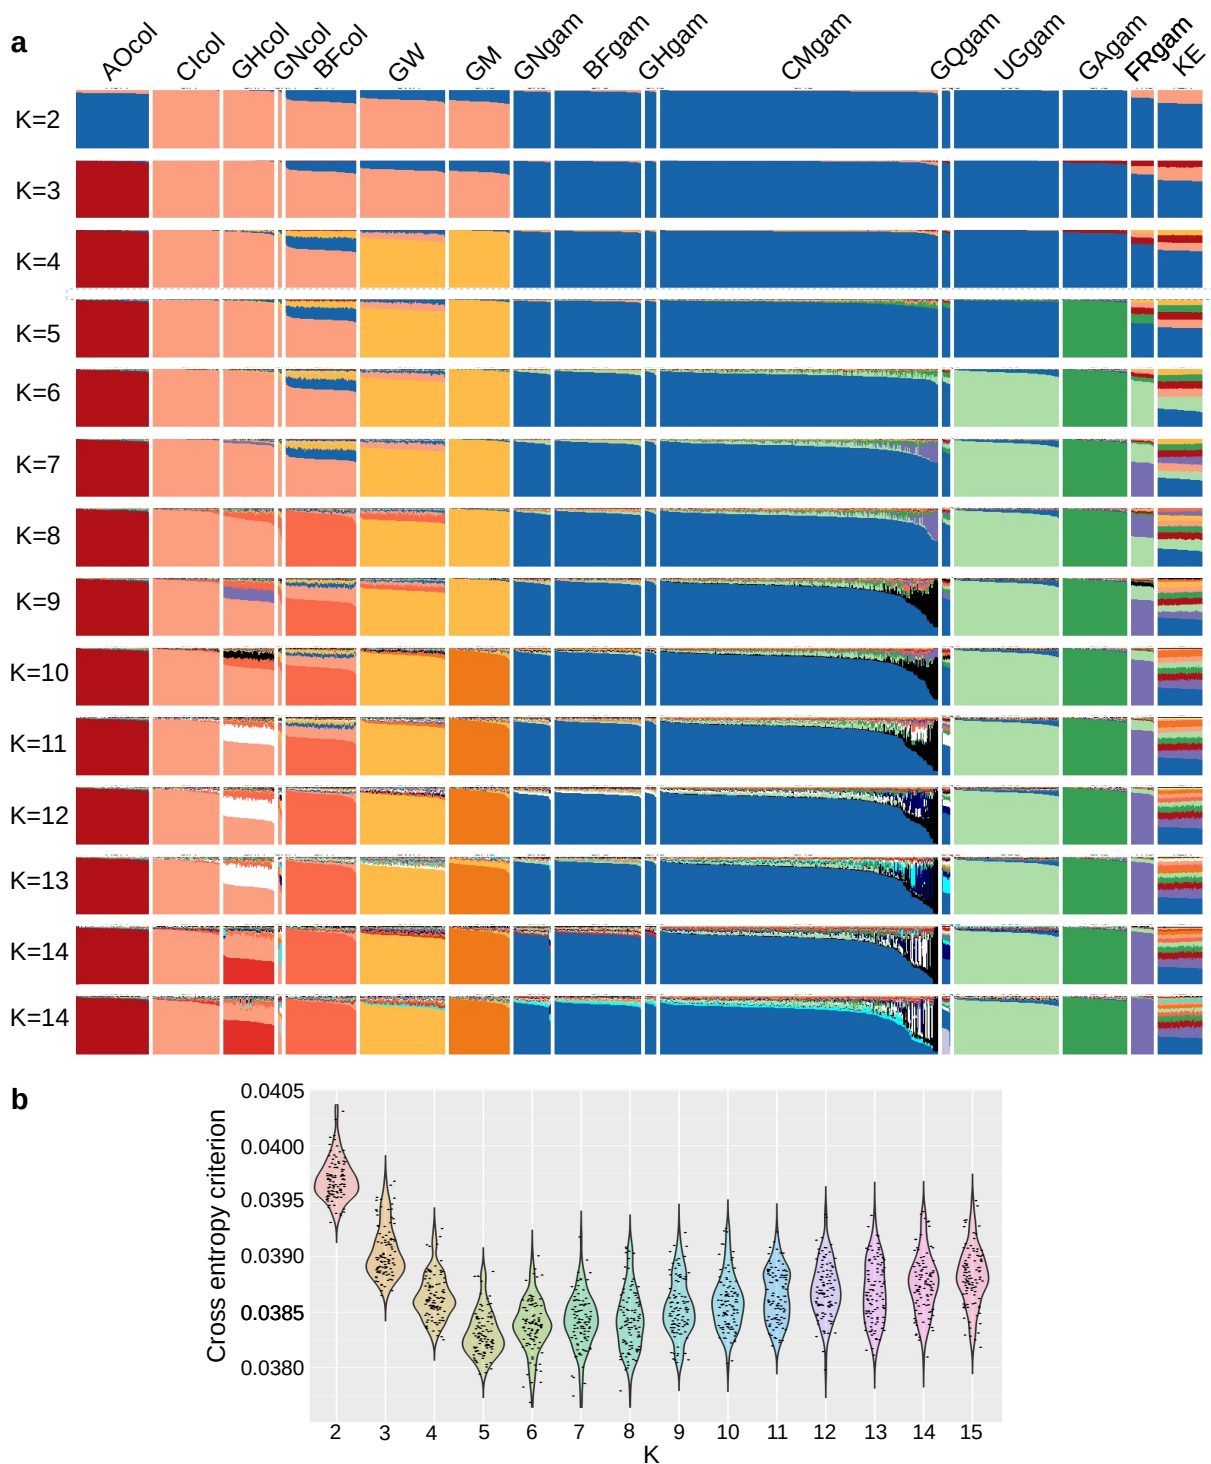 a
AOcol CIcol GHcol GNcol BFcol GW GM GNgam BFgam GHgam CMgam GQgam UGgam GAgam FRgam KE
K=2
K=3
K=4
K=5
K=6
K=7
K=8
K=9
K=10
K=11
K=12
K=13
K=14
K=14
b
Cross entropy criterion
0.0405
0.0400
0.0395
0.0390
0.0385
0.0380
2 3 4 5 6 7 8 9 10 11 12 13 14 15
K